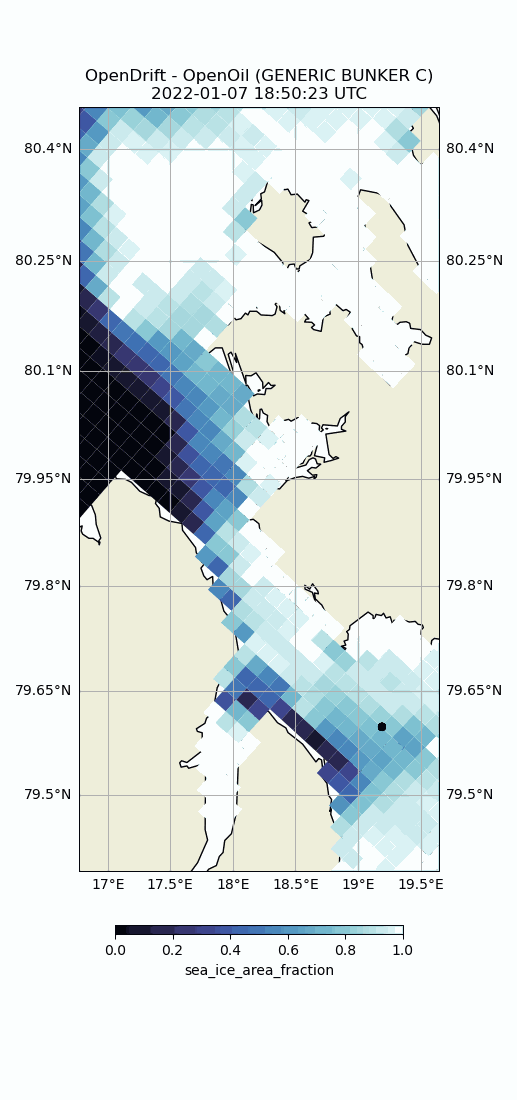 OpenDrift - OpenOil (GENERIC BUNKER C)
2022-01-07 18:50:23 UTC
80.4°N 80.4°N
80.25°N 80.25°N
80.1°N 80.1°N
79.95°N 79.95°N
79.8°N 79.8°N
79.65°N 79.65°N
79.5°N 79.5°N
17°E 17.5°E 18°E 18.5°E 19°E 19.5°E
0.0 0.2 0.4 0.6 0.8 1.0
sea_ice_area_fraction